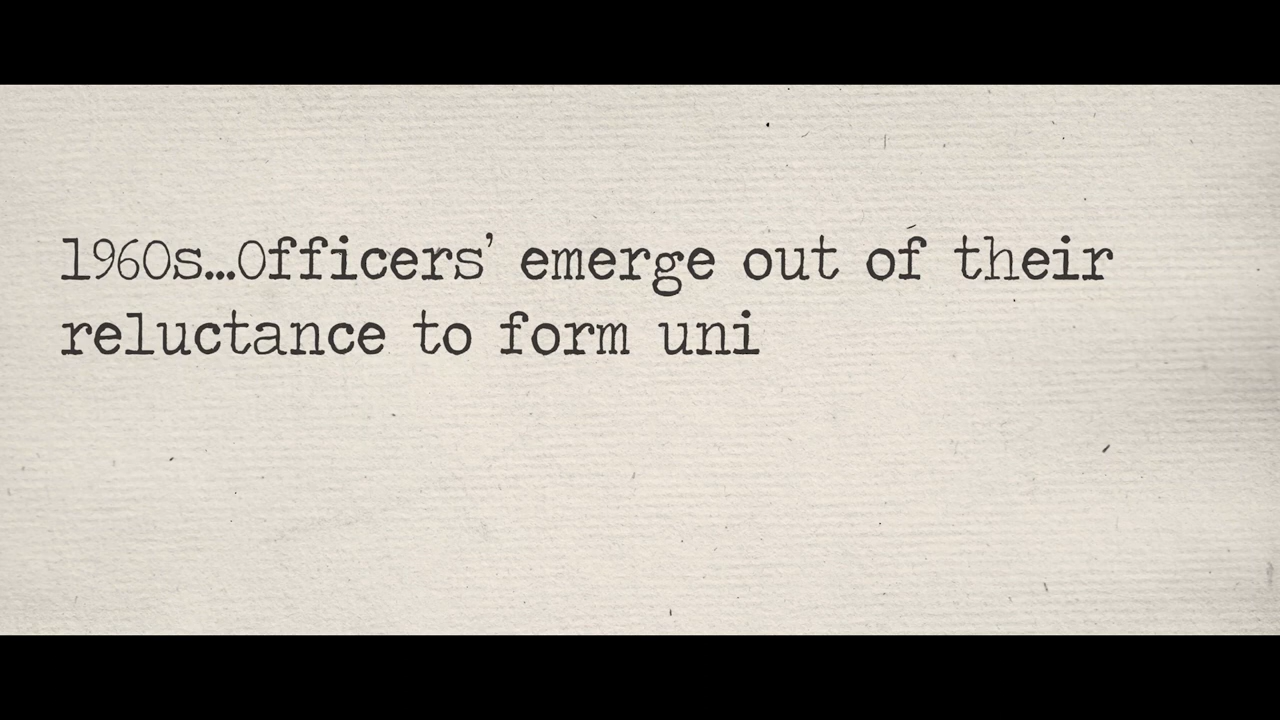 1960s...Officers’ emerge out of their
reluctance to form uni